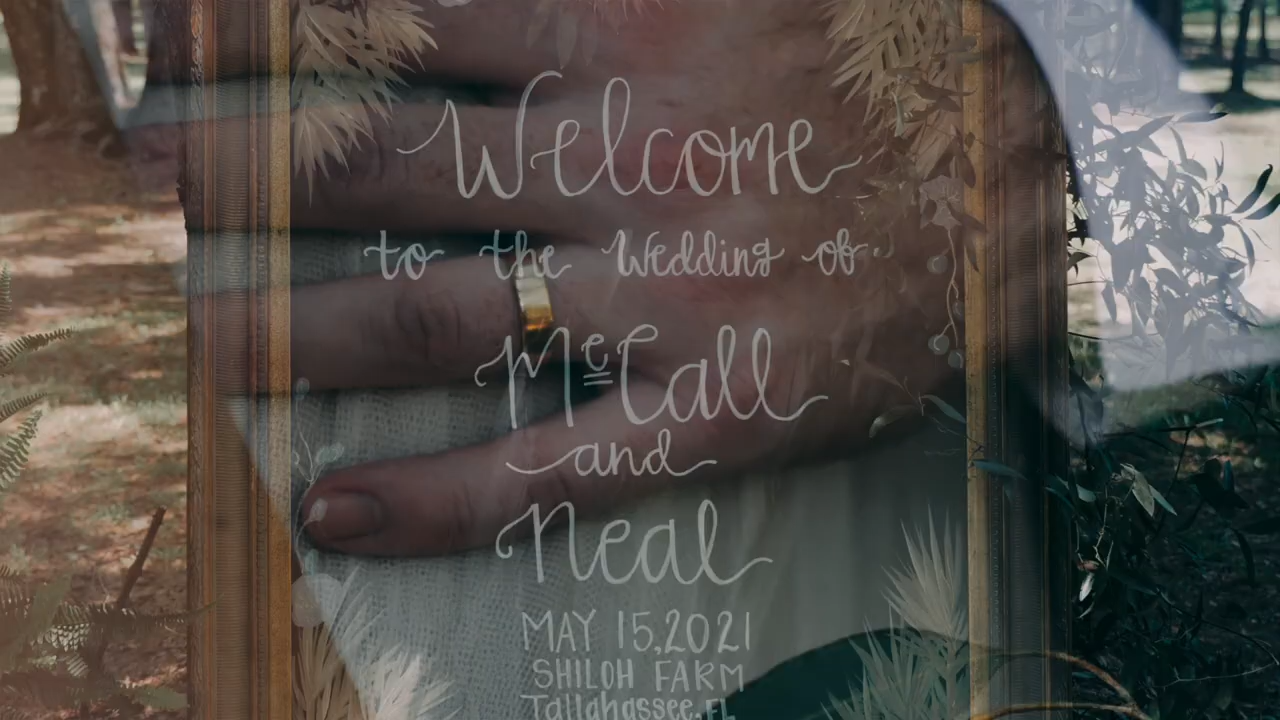 Welcome
to the Wedding of
McCall
and
Neal
MAY 15,2021
SHILOH FARM
Tallahassee, FL